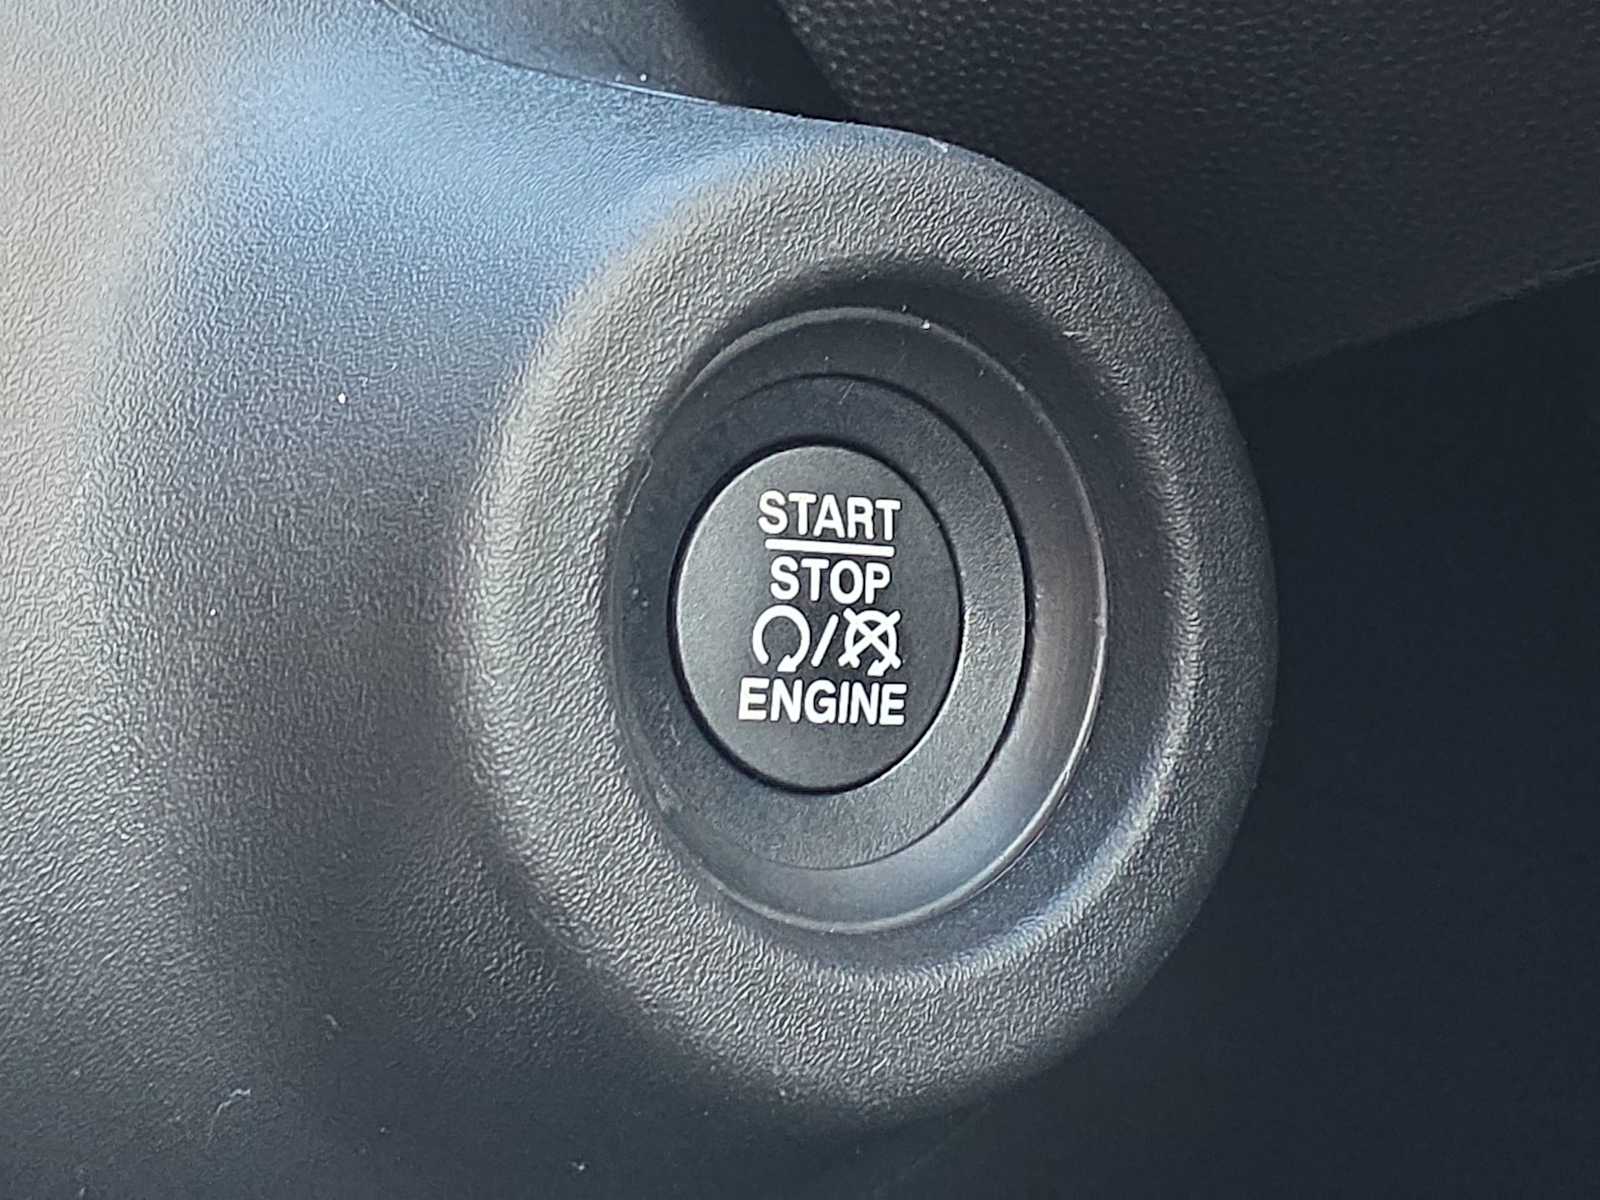 START
STOP
/
ENGINE